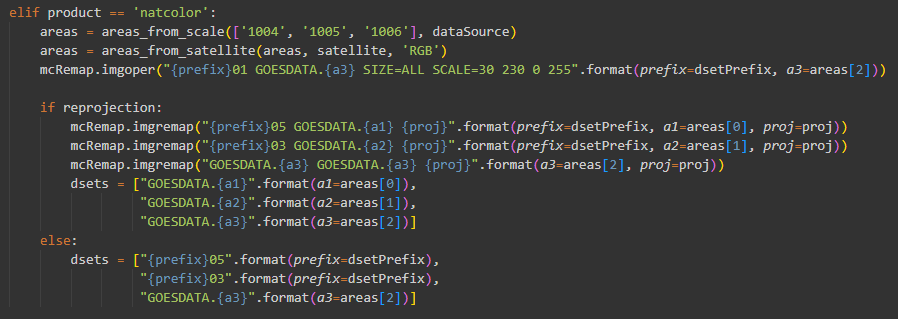 elif product == 'natcolor':
    areas = areas_from_scale(['1004', '1005', '1006'], dataSource)
    areas = areas_from_satellite(areas, satellite, 'RGB')
    mcRemap.imgoper("{prefix}01 GOESDATA.{a3} SIZE=ALL SCALE=30 230 0 255".format(prefix=dsetPrefix, a3=areas[2]))

    if reprojection:
        mcRemap.imgremap("{prefix}05 GOESDATA.{a1} {proj}".format(prefix=dsetPrefix, a1=areas[0], proj=proj))
        mcRemap.imgremap("{prefix}03 GOESDATA.{a2} {proj}".format(prefix=dsetPrefix, a2=areas[1], proj=proj))
        mcRemap.imgremap("GOESDATA.{a3} GOESDATA.{a3} {proj}".format(a3=areas[2], proj=proj))
        dsets = ["GOESDATA.{a1}".format(a1=areas[0]),
                 "GOESDATA.{a2}".format(a2=areas[1]),
                 "GOESDATA.{a3}".format(a3=areas[2])]
    else:
        dsets = ["{prefix}05".format(prefix=dsetPrefix),
                 "{prefix}03".format(prefix=dsetPrefix),
                 "GOESDATA.{a3}".format(a3=areas[2])]